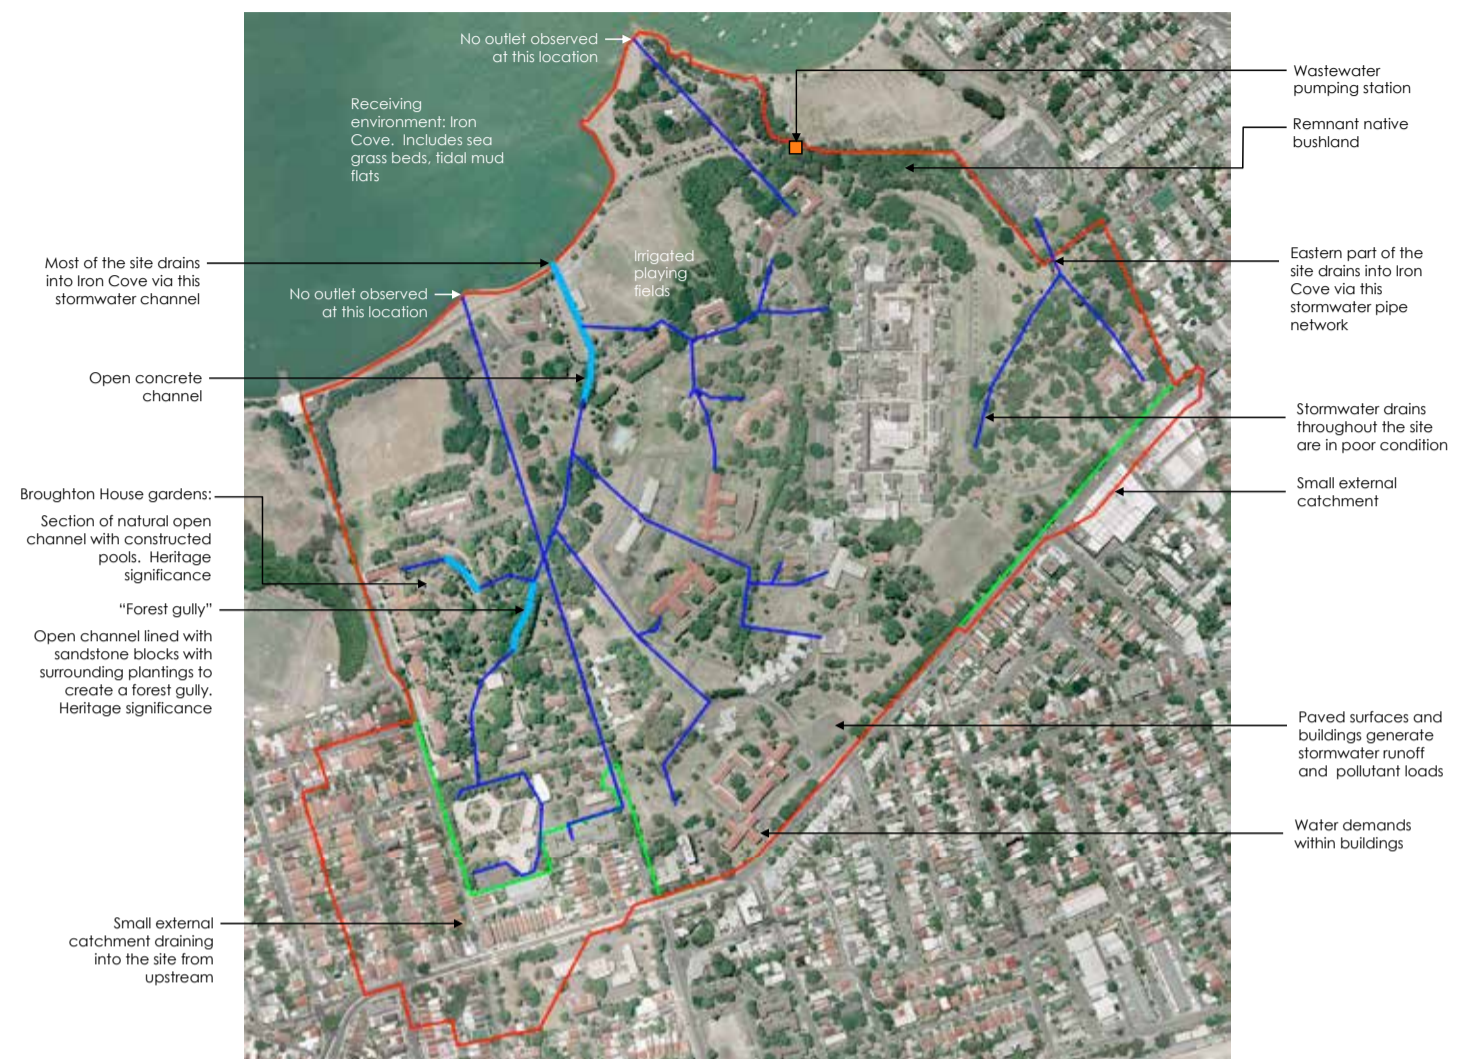 No outlet observed
at this location
Receiving
environment: Iron
Cove.  Includes sea
grass beds, tidal mud
flats
Irrigated
playing
fields
Most of the site drains
into Iron Cove via this
stormwater channel
No outlet observed
at this location
Open concrete
channel
Broughton House gardens:
Section of natural open
channel with constructed
pools.  Heritage
significance
“Forest gully”
Open channel lined with
sandstone blocks with
surrounding plantings to
create a forest gully.
Heritage significance
Small external
catchment draining
into the site from
upstream
Wastewater
pumping station
Remnant native
bushland
Eastern part of the
site drains into Iron
Cove via this
stormwater pipe
network
Stormwater drains
throughout the site
are in poor condition
Small external
catchment
Paved surfaces and
buildings generate
stormwater runoff
and  pollutant loads
Water demands
within buildings